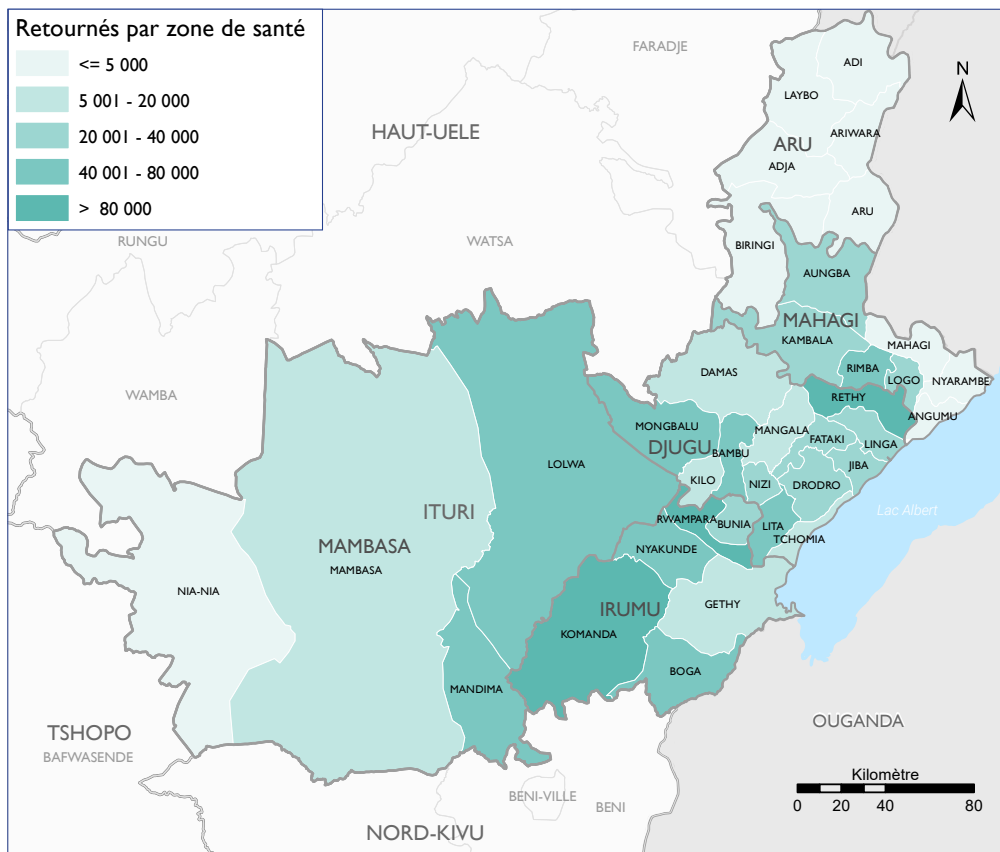 Retournés par zone de santé
<= 5 000
5 001 - 20 000
20 001 - 40 000
40 001 - 80 000
> 80 000
FARADJE
ADI
N
LAYBO
HAUT-UELE
ARIWARA
ARU
ADJA
ARU
RUNGU
WATSA
BIRINGI
AUNGBA
MAHAGI
KAMBALA
MAHAGI
DAMAS
RIMBA
LOGO
NYARAMBE
WAMBA
RETHY
ANGUMU
MONGBALU
MANGALA
FATAKI
LINGA
DJUGU
BAMBU
LOLWA
JIBA
KILO
NIZI
DRODRO
ITURI
RWAMPARA
BUNIA
LITA
Lac Albert
TCHOMIA
MAMBASA
NYAKUNDE
MAMBASA
NIA-NIA
IRUMU
GETHY
KOMANDA
BOGA
MANDIMA
TSHOPO
OUGANDA
BAFWASENDE
Kilomètre
0 20 40 80
BENI-VILLE
BENI
NORD-KIVU